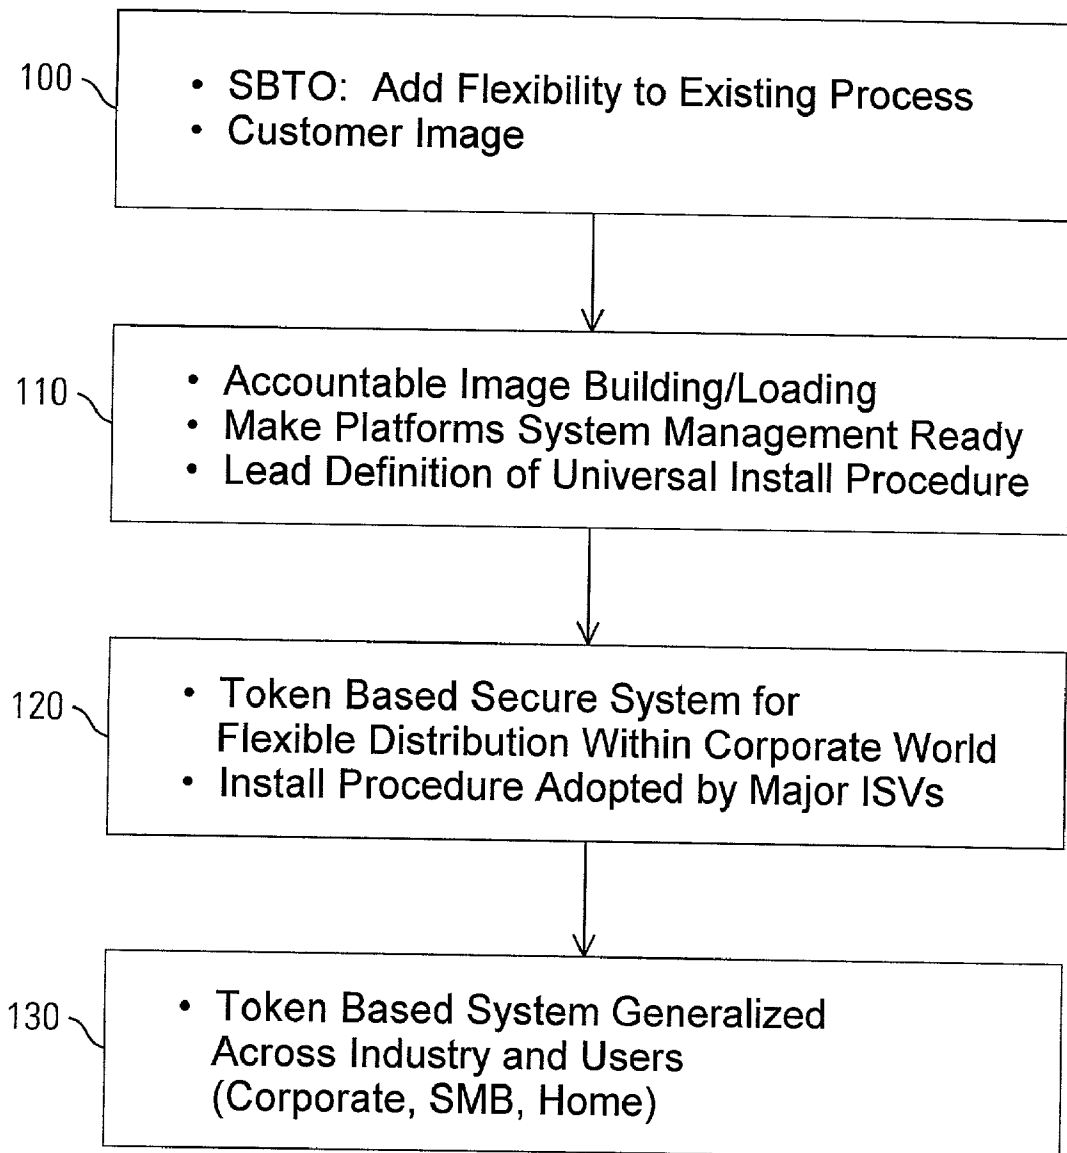 100
• SBTO: Add Flexibility to Existing Process
• Customer Image
110
• Accountable Image Building/Loading
• Make Platforms System Management Ready
• Lead Definition of Universal Install Procedure
120
• Token Based Secure System for
Flexible Distribution Within Corporate World
• Install Procedure Adopted by Major ISVs
130
• Token Based System Generalized
Across Industry and Users
(Corporate, SMB, Home)